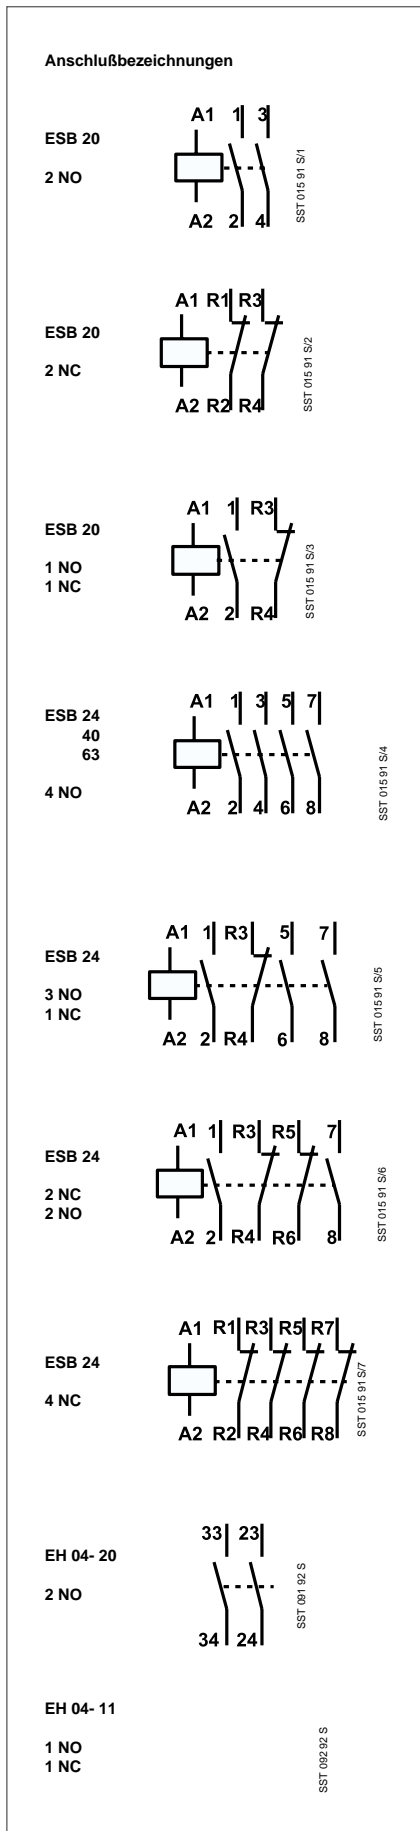 Anschlußbezeichnungen
A1 1 3
ESB 20
2 NO
A2 2 4
SST 015 91 S/1
A1 R1 R3
ESB 20
2 NC
A2 R2 R4
SST 015 91 S/2
A1 1 R3
ESB 20
1 NO
1 NC
A2 2 R4
SST 015 91 S/3
A1 1 3 5 7
ESB 24
40
63
4 NO
A2 2 4 6 8
SST 015 91 S/4
A1 1 R3 5 7
ESB 24
3 NO
1 NC
A2 2 R4 6 8
SST 015 91 S/5
A1 1 R3 R5 7
ESB 24
2 NC
2 NO
A2 2 R4 R6 8
SST 015 91 S/6
A1 R1 R3 R5 R7
ESB 24
4 NC
A2 R2 R4 R6 R8
SST 015 91 S/7
33 23
EH 04- 20
2 NO
34 24
SST 091 92 S
EH 04- 11
1 NO
1 NC
SST 092 92 S